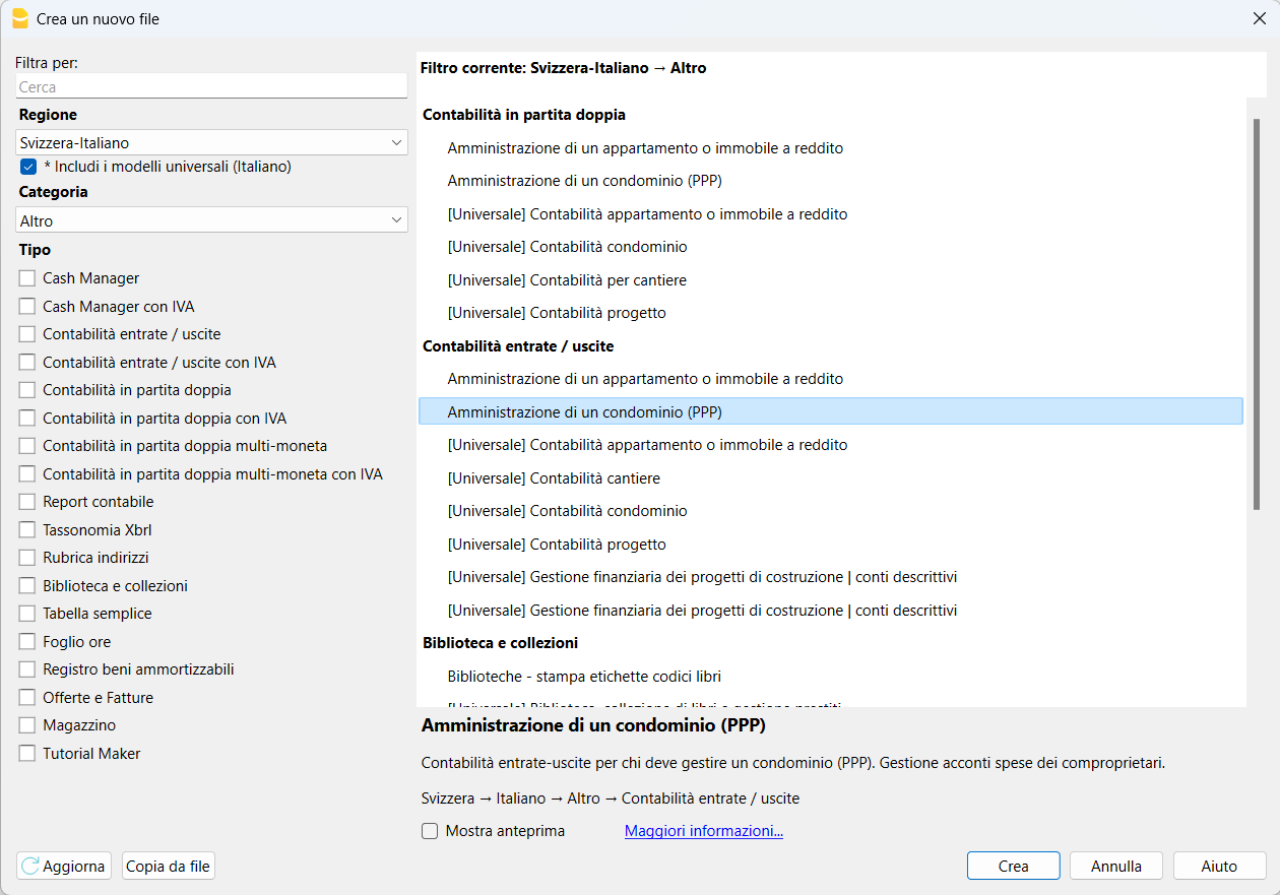 Crea un nuovo file
Filtra per:
Cerca
Regione
Svizzera-Italiano
* Includi i modelli universali (Italiano)
Categoria
Altro
Tipo
Cash Manager
Cash Manager con IVA
Contabilità entrate / uscite
Contabilità entrate / uscite con IVA
Contabilità in partita doppia
Contabilità in partita doppia con IVA
Contabilità in partita doppia multi-moneta
Contabilità in partita doppia multi-moneta con IVA
Report contabile
Tassonomia Xbrl
Rubrica indirizzi
Biblioteca e collezioni
Tabella semplice
Foglio ore
Registro beni ammortizzabili
Offerte e Fatture
Magazzino
Tutorial Maker
Aggiorna
Copia da file
Filtro corrente: Svizzera-Italiano → Altro
Contabilità in partita doppia
Amministrazione di un appartamento o immobile a reddito
Amministrazione di un condominio (PPP)
[Universale] Contabilità appartamento o immobile a reddito
[Universale] Contabilità condominio
[Universale] Contabilità per cantiere
[Universale] Contabilità progetto
Contabilità entrate / uscite
Amministrazione di un appartamento o immobile a reddito
Amministrazione di un condominio (PPP)
[Universale] Contabilità appartamento o immobile a reddito
[Universale] Contabilità cantiere
[Universale] Contabilità condominio
[Universale] Contabilità progetto
[Universale] Gestione finanziaria dei progetti di costruzione | conti descrittivi
[Universale] Gestione finanziaria dei progetti di costruzione | conti descrittivi
Biblioteca e collezioni
Biblioteche - stampa etichette codici libri
[Universale] Biblioteca, collezione di libri e gestione prestiti
Amministrazione di un condominio (PPP)
Contabilità entrate-uscite per chi deve gestire un condominio (PPP). Gestione acconti spese dei comproprietari.
Svizzera → Italiano → Altro → Contabilità entrate / uscite
Mostra anteprima
Maggiori informazioni...
Crea
Annulla
Aiuto